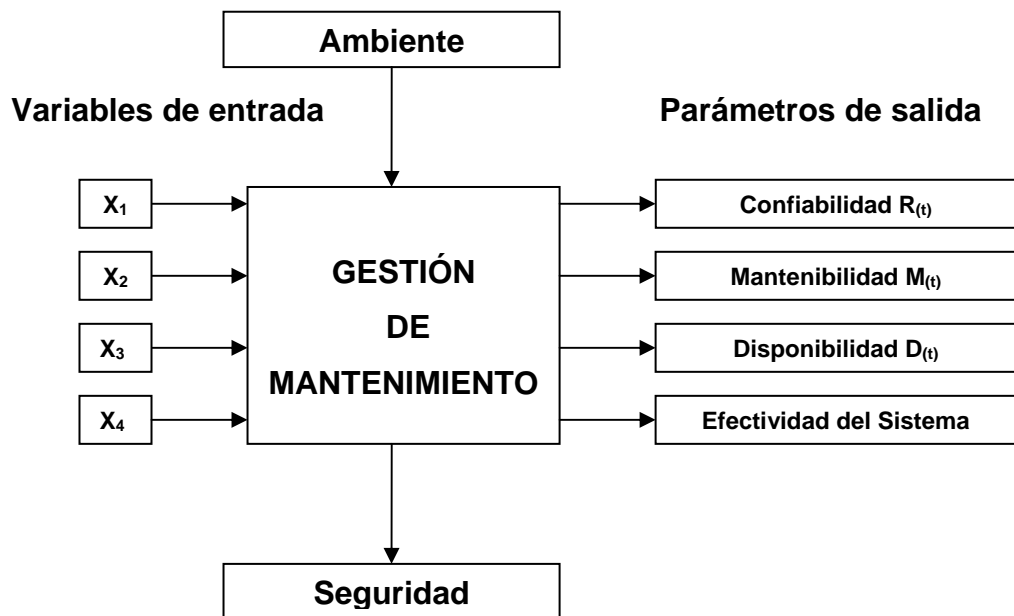 Ambiente
Variables de entrada
Parámetros de salida
X₁
Confiabilidad R₍t₎
X₂
GESTIÓN
Mantenibilidad M₍t₎
DE
X₃
Disponibilidad D₍t₎
MANTENIMIENTO
X₄
Efectividad del Sistema
Seguridad